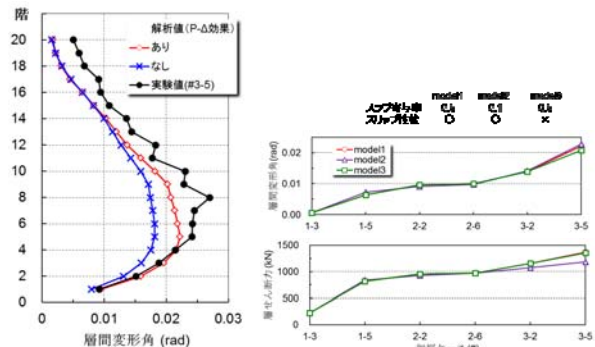 階
解析値(P-Δ効果)
あり
なし
実験値(#3-5)
20
18
16
14
12
10
8
6
4
2
0
0 0.01 0.02 0.03
層間変形角 (rad)
model1 model2
○ ○ ×
層間変形角(rad)
0.02
0.01
0.00
model1
model2
model3
1-3 1-5 2-2 2-6 3-2 3-5
層せん断力(kN)
1500
1000
500
0
1-3 1-5 2-2 2-6 3-2 3-5